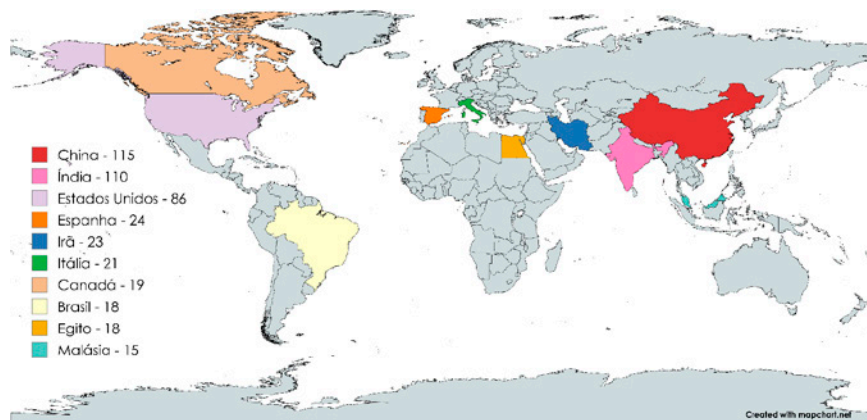 China - 115
Índia - 110
Estados Unidos - 86
Espanha - 24
Irã - 23
Itália - 21
Canadá - 19
Brasil - 18
Egito - 18
Malásia - 15
Created with mapchart.net